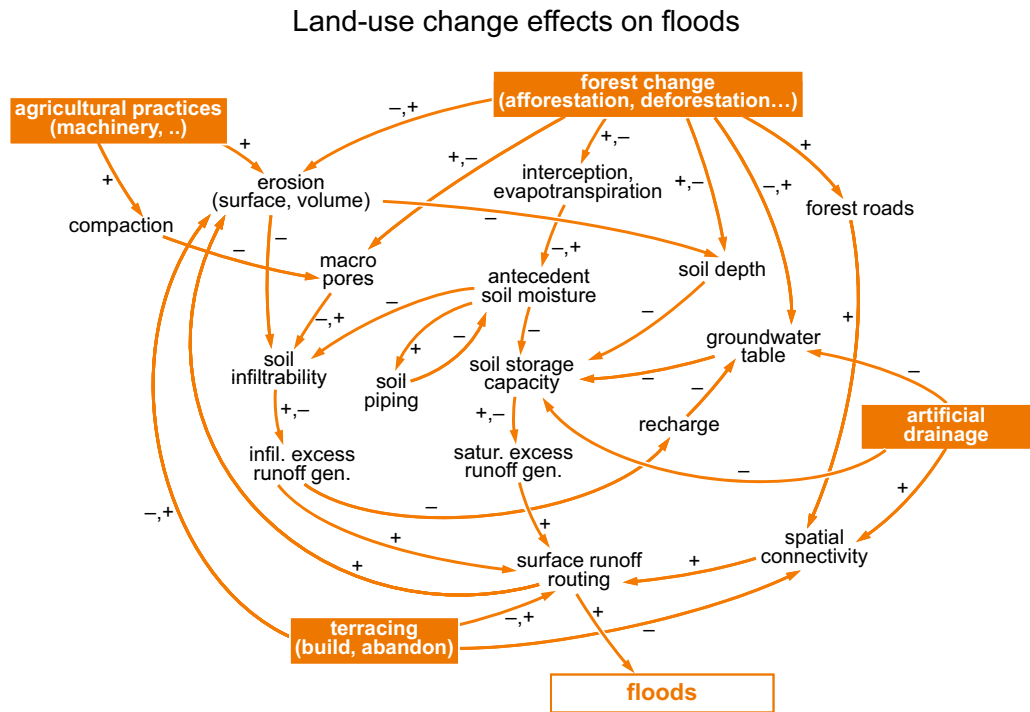 Land-use change effects on floods
agricultural practices
(machinery, ..)
forest change
(afforestation, deforestation...)
–,+
+
+
+,–
+,–
+,–
–,+
+
erosion
(surface, volume)
interception,
evapotranspiration
forest roads
compaction
–
–
–
–,+
macro
pores
soil depth
antecedent
soil moisture
–,+
–
+
–
–
–
+
groundwater
table
soil
infiltrability
soil
piping
soil storage
capacity
–
–
–
+,–
+,–
recharge
artificial
drainage
infil. excess
runoff gen.
satur. excess
runoff gen.
–
–
+
–,+
+
+
spatial
connectivity
surface runoff
routing
+
+
+
–,+
–
terracing
(build, abandon)
floods